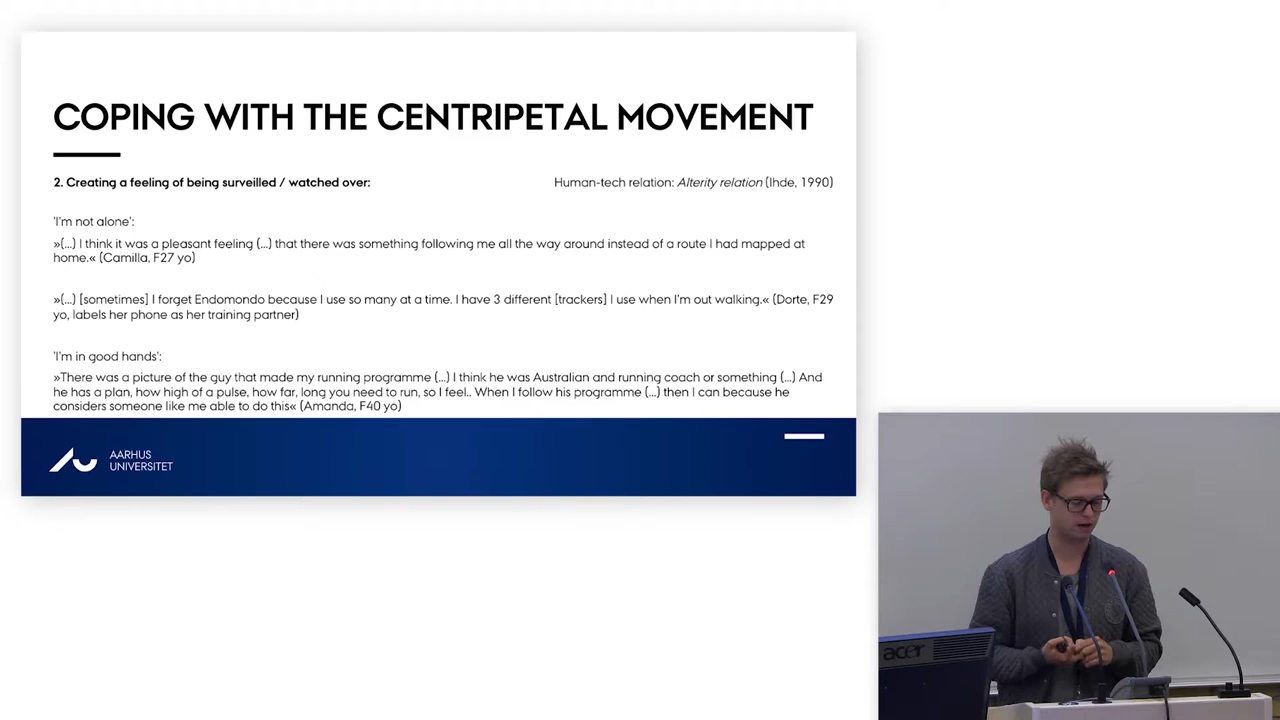 COPING WITH THE CENTRIPETAL MOVEMENT
2. Creating a feeling of being surveilled / watched over:
Human-tech relation: Alterity relation (Ihde, 1990)
'I'm not alone':
»(...) I think it was a pleasant feeling (...) that there was something following me all the way around instead of a route I had mapped at
home.« (Camilla, F27 yo)
»(...) [sometimes] I forget Endomondo because I use so many at a time. I have 3 different [trackers] I use when I'm out walking.« (Dorte, F29
yo, labels her phone as her training partner)
'I'm in good hands':
»There was a picture of the guy that made my running programme (...) I think he was Australian and running coach or something (...) And
he has a plan, how high of a pulse, how far, long you need to run, so I feel.. When I follow his programme (...) then I can because he
considers someone like me able to do this« (Amanda, F40 yo)
AARHUS
UNIVERSITET
acer